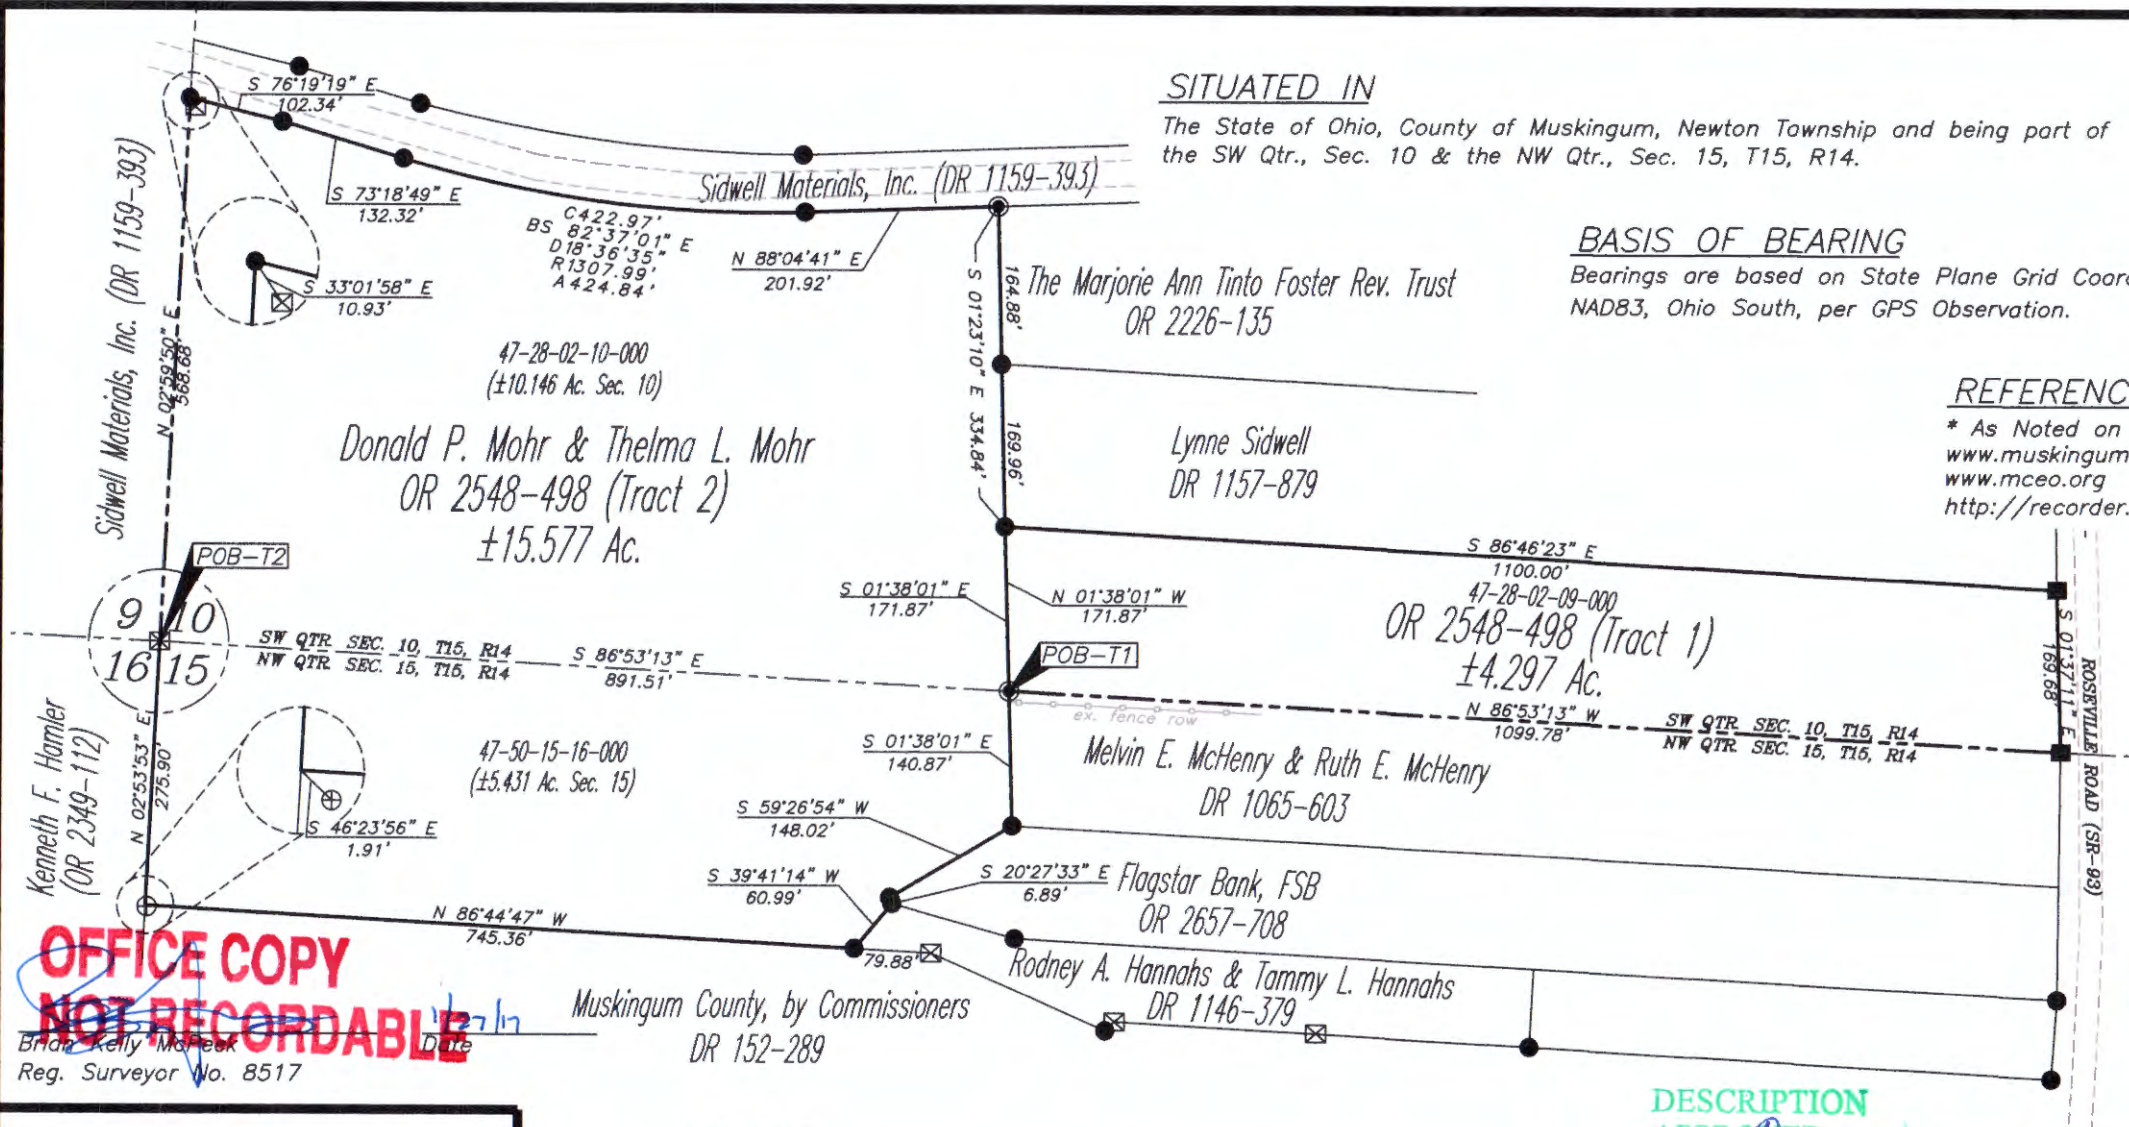 SITUATED IN
The State of Ohio, County of Muskingum, Newton Township and being part of
the SW Qtr., Sec. 10 & the NW Qtr., Sec. 15, T15, R14.
BASIS OF BEARING
Bearings are based on State Plane Grid Coord
NAD83, Ohio South, per GPS Observation.
REFERENC
* As Noted on
www.muskingum
www.mceo.org
http://recorder.
S 76°19'19" E
102.34'
S 73°18'49" E
132.32'
C422.97'
BS 82°37'01" E
D18°36'35"
R1307.99'
A424.84'
Sidwell Materials, Inc. (DR 1159-393)
N 88°04'41" E
201.92'
S 33°01'58" E
10.93'
Sidwell Materials, Inc. (DR 1159-393)
N 02°59'50" E
568.68'
47-28-02-10-000
(±10.146 Ac. Sec. 10)
Donald P. Mohr & Thelma L. Mohr
OR 2548-498 (Tract 2)
±15.577 Ac.
S 01°23'10" E 334.84'
164.88'
169.96'
The Marjorie Ann Tinto Foster Rev. Trust
OR 2226-135
Lynne Sidwell
DR 1157-879
S 86°46'23" E
1100.00'
47-28-02-09-000
OR 2548-498 (Tract 1)
±4.297 Ac.
S 01°37'11" E
169.68'
ROSEVILLE ROAD (SR-93)
POB-T2
9 10
16 15
SW QTR. SEC. 10, T15, R14
NW QTR. SEC. 15, T15, R14
S 86°53'13" E
891.51'
S 01°38'01" E
171.87'
N 01°38'01" W
171.87'
POB-T1
ex. fence row
N 86°53'13" W
1099.78'
SW QTR. SEC. 10, T15, R14
NW QTR. SEC. 15, T15, R14
Melvin E. McHenry & Ruth E. McHenry
DR 1065-603
S 01°38'01" E
140.87'
Kenneth F. Hamler
(OR 2349-112)
N 02°53'53" E
275.90'
47-50-15-16-000
(±5.431 Ac. Sec. 15)
S 46°23'56" E
1.91'
S 59°26'54" W
148.02'
S 39°41'14" W
60.99'
S 20°27'33" E
6.89'
Flagstar Bank, FSB
OR 2657-708
N 86°44'47" W
745.36'
79.88'
Rodney A. Hannahs & Tammy L. Hannahs
DR 1146-379
Muskingum County, by Commissioners
DR 152-289
OFFICE COPY
NOT RECORDABLE
1/27/17
Brian Kelly McPeek Date
Reg. Surveyor No. 8517
DESCRIPTION